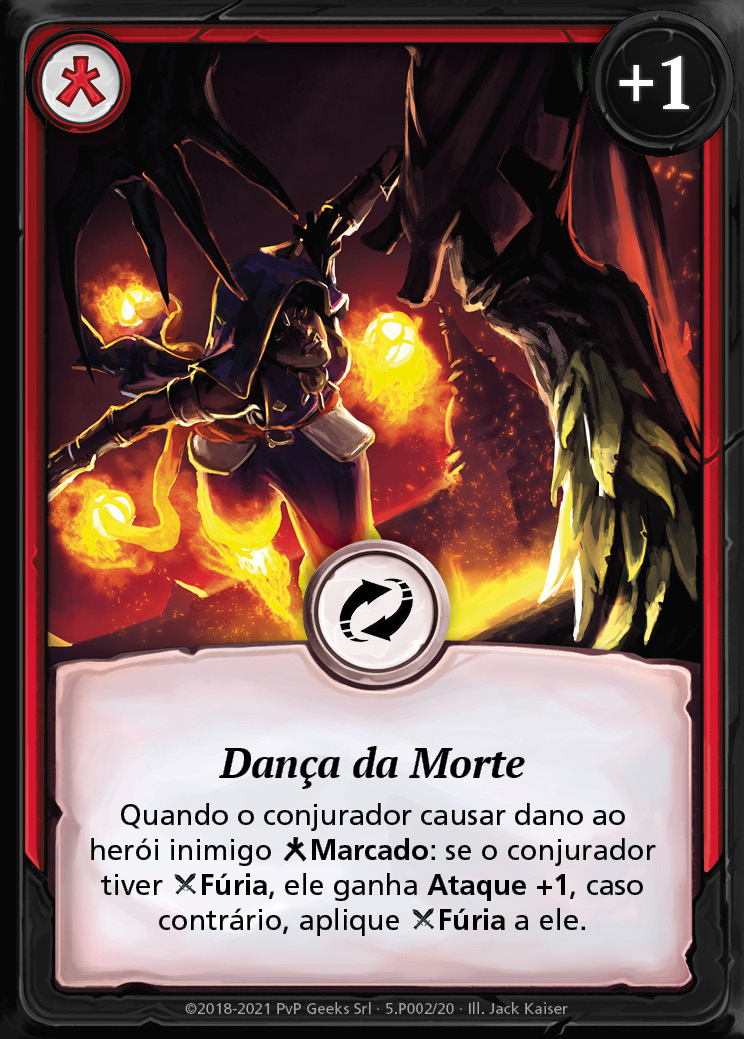 +1
Dança da Morte
Quando o conjurador causar dano ao
herói inimigo Marcado: se o conjurador
tiver Fúria, ele ganha Ataque +1, caso
contrário, aplique Fúria a ele.
©2018-2021 PvP Geeks Srl · 5.P002/20 · Ill. Jack Kaiser